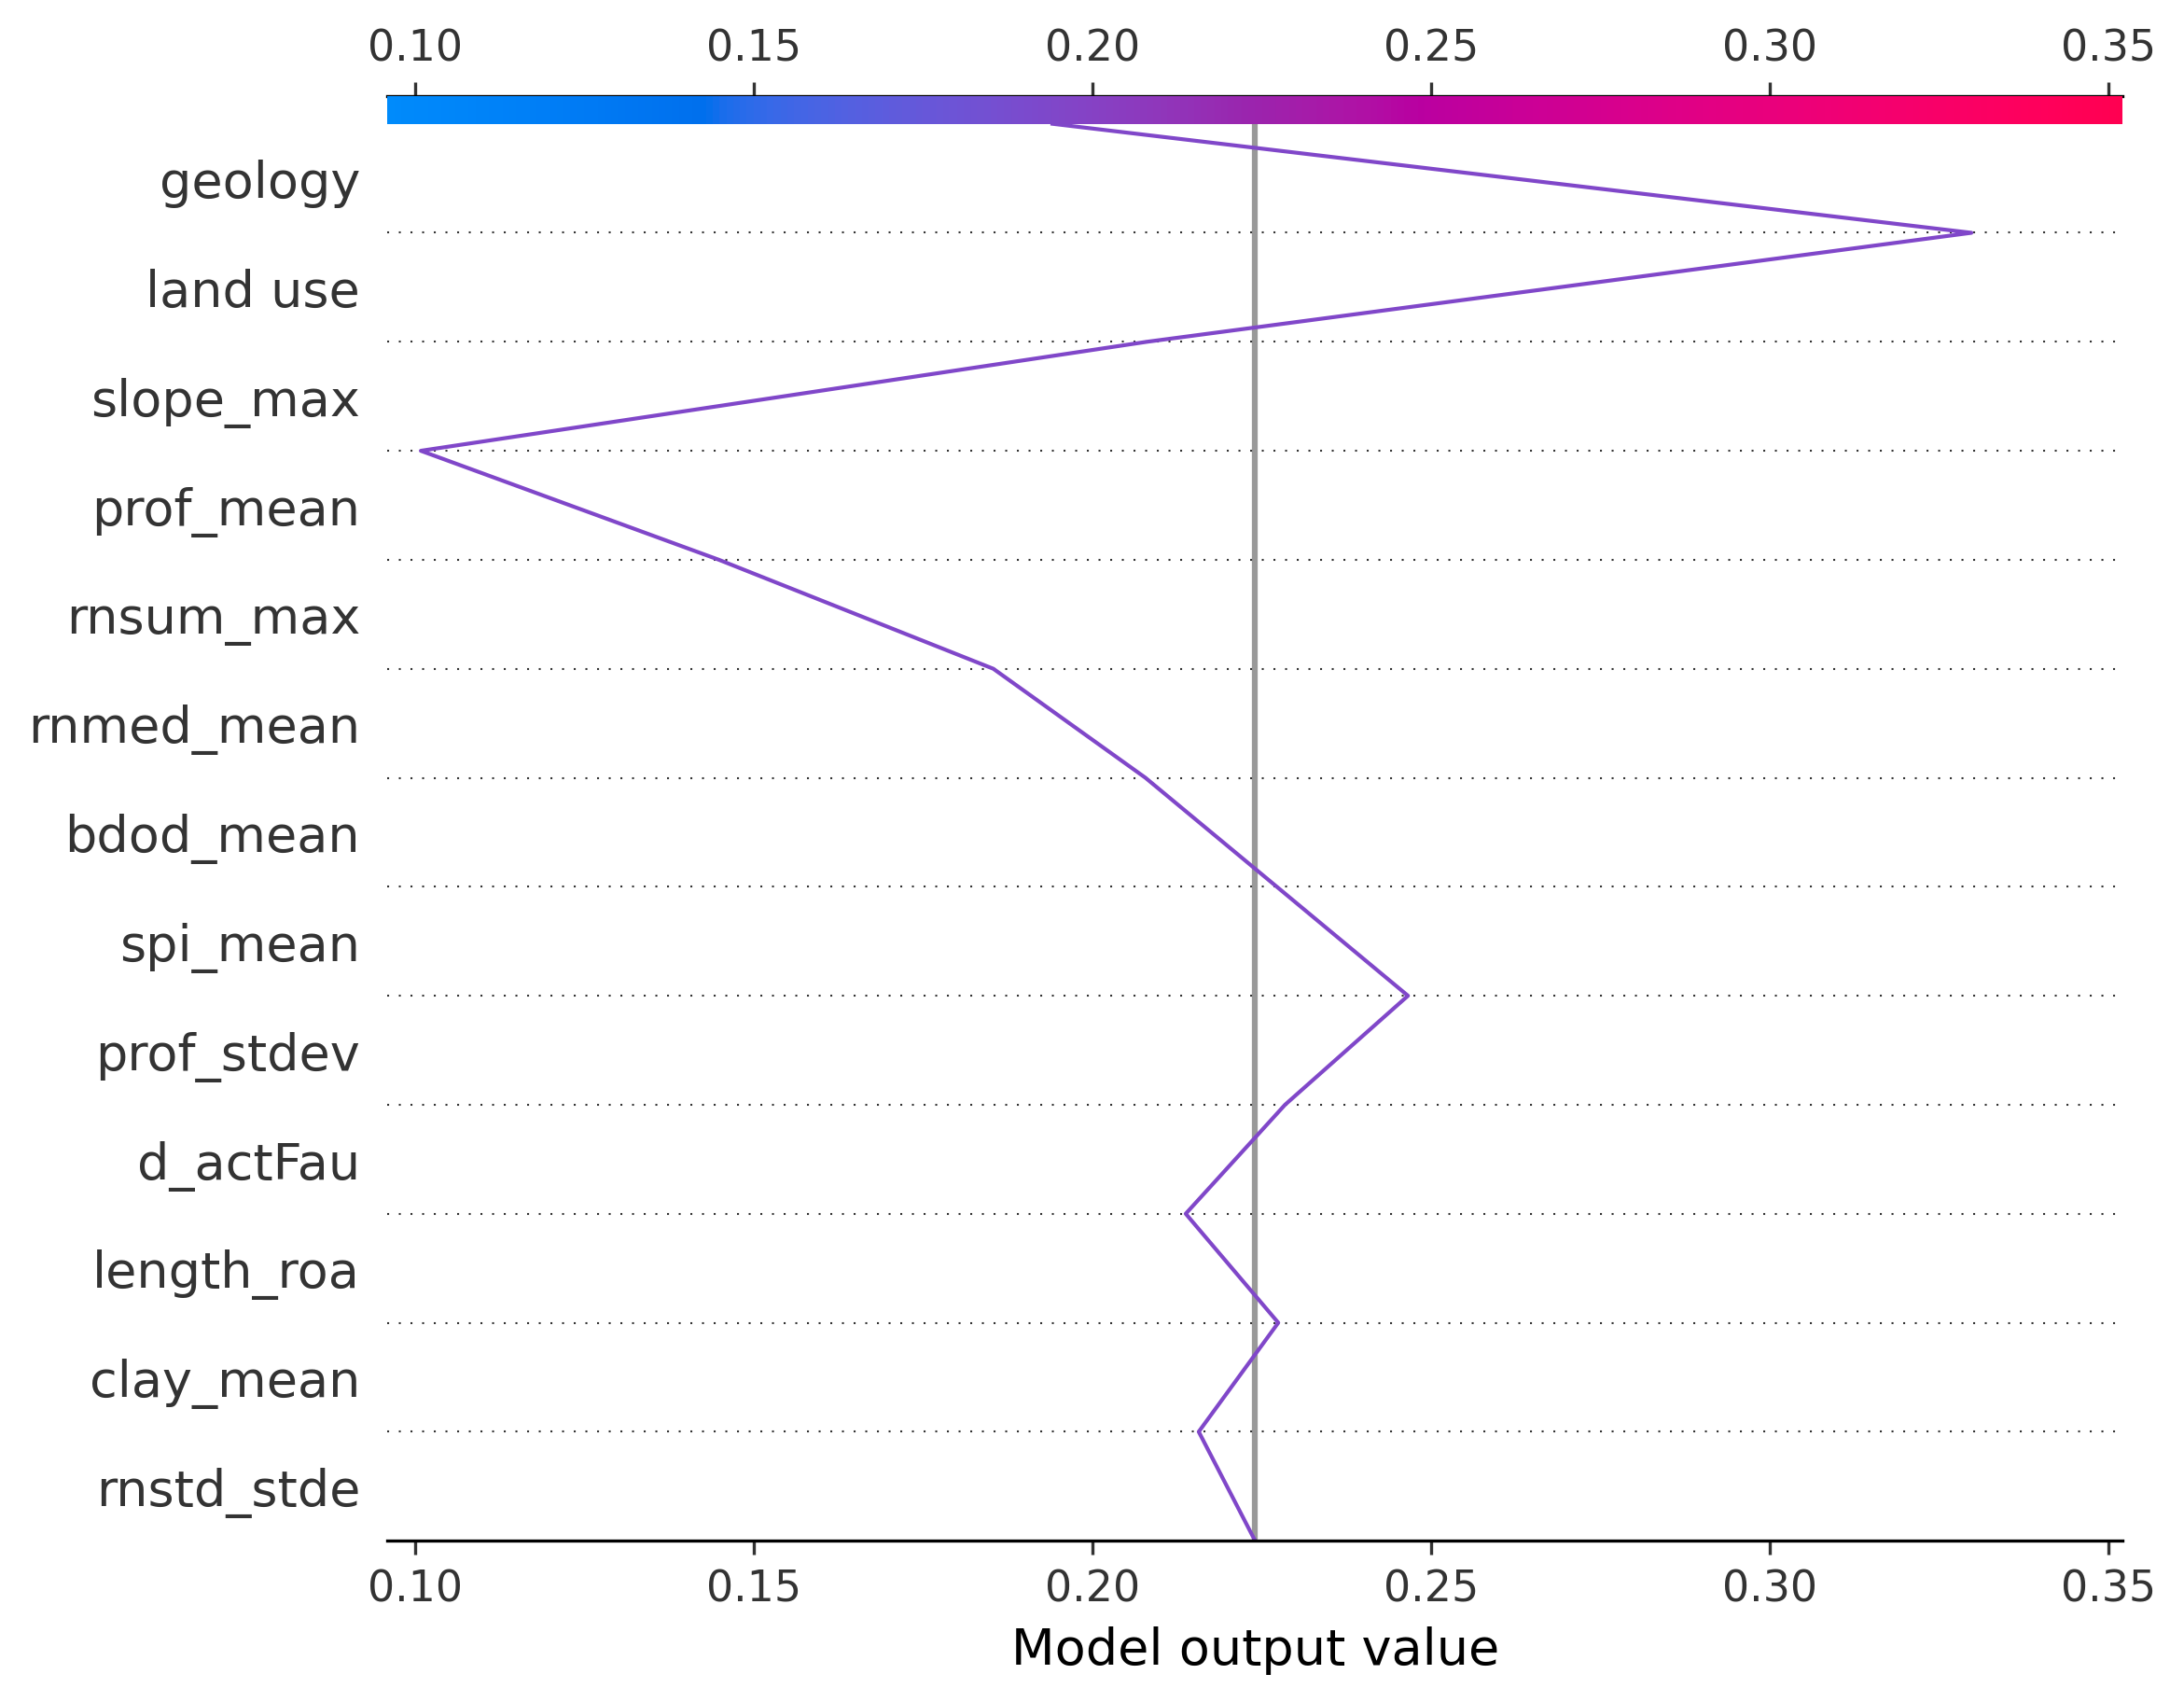 0.10 0.15 0.20 0.25 0.30 0.35
geology
land use
slope_max
prof_mean
rnsum_max
rnmed_mean
bdod_mean
spi_mean
prof_stdev
d_actFau
length_roa
clay_mean
rnstd_stde
0.10 0.15 0.20 0.25 0.30 0.35
Model output value